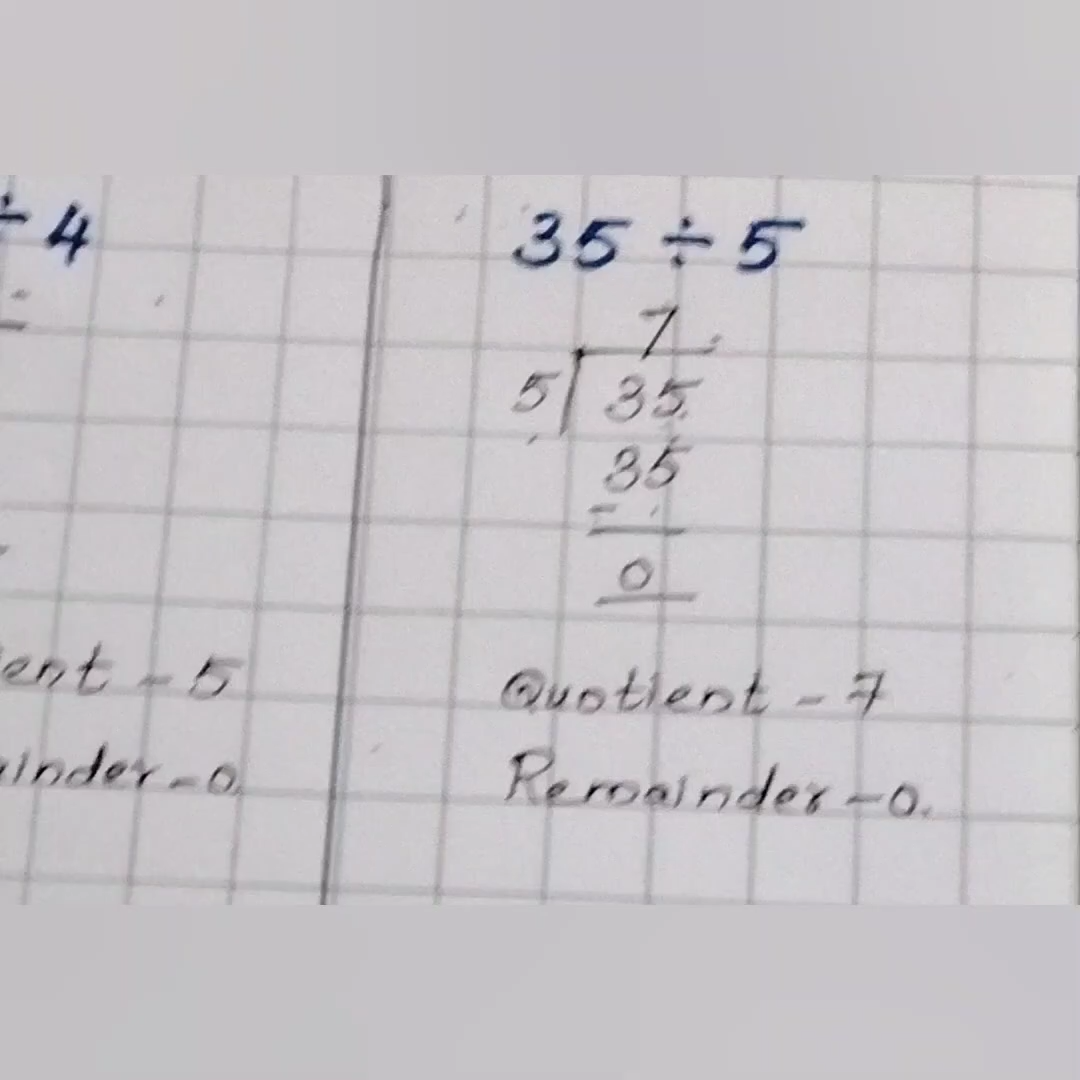 ÷ 4
ent - 5
inder - 0.
35 ÷ 5
7
5 35
35
-
0
Quotient - 7
Remainder - 0.